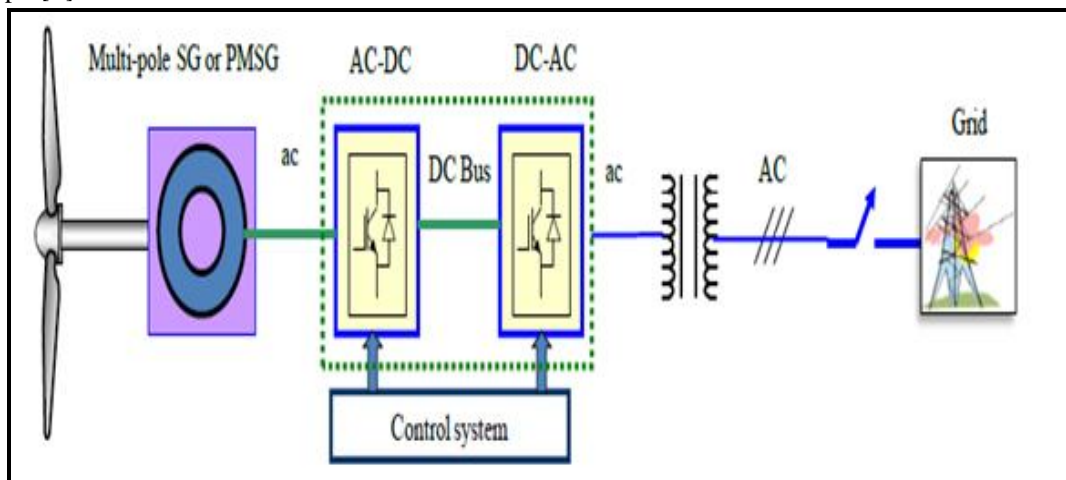 Multi-pole SG or PMSG
AC-DC
DC-AC
Grid
ac
DC Bus
ac
AC
Control system